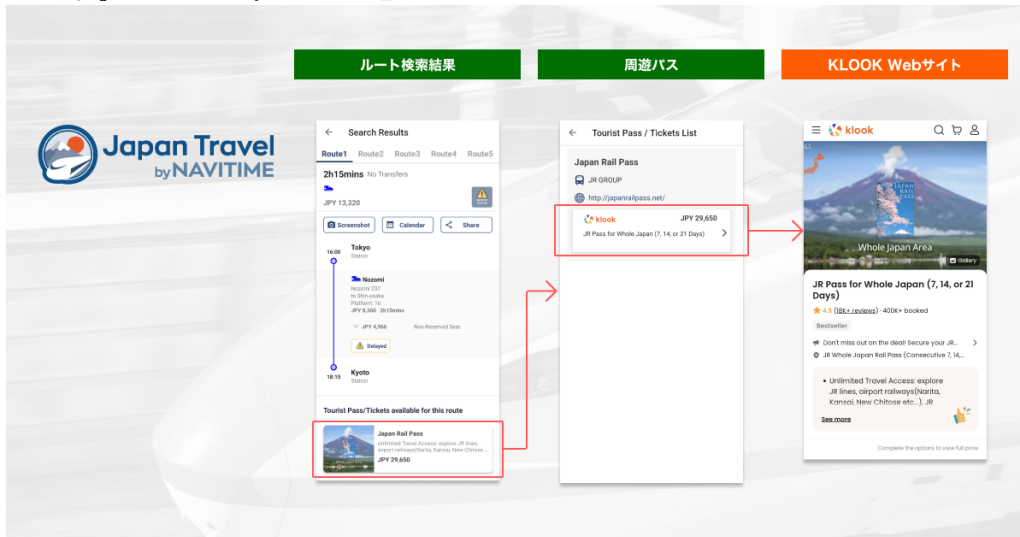 ルート検索結果
周遊パス
KLOOK Webサイト
Japan Travel
by NAVITIME
← Search Results
Route1 Route2 Route3 Route4 Route5
2h15mins No Transfers
JPY 13,320
Screenshot Calendar Share
16:00 Tokyo
Station
Nozomi
Nozomi 237
to Shin-osaka
Platform: 16
JPY 8,360 2h15mins
JPY 4,960 Non-Reserved Seat
Delayed
18:15 Kyoto
Station
Tourist Pass/Tickets available for this route
Japan Rail Pass
Unlimited Travel Access: explore JR lines,
airport railways(Narita, Kansai, New Chitose ...
JPY 29,650
← Tourist Pass / Tickets List
Japan Rail Pass
JR GROUP
http://japanrailpass.net/
klook JPY 29,650
JR Pass for Whole Japan (7, 14, or 21 Days)
klook
JAPAN
RAIL
PASS
Whole Japan Area
Gallery
JR Pass for Whole Japan (7, 14, or 21
Days)
4.8 (18K+ reviews) · 400K+ booked
Bestseller
Don't miss out on the deal! Secure your JR...
JR Whole Japan Rail Pass (Consecutive 7, 14,...
• Unlimited Travel Access: explore
JR lines, airport railways(Narita,
Kansai, New Chitose etc...), JR
See more
Complete the options to view full price